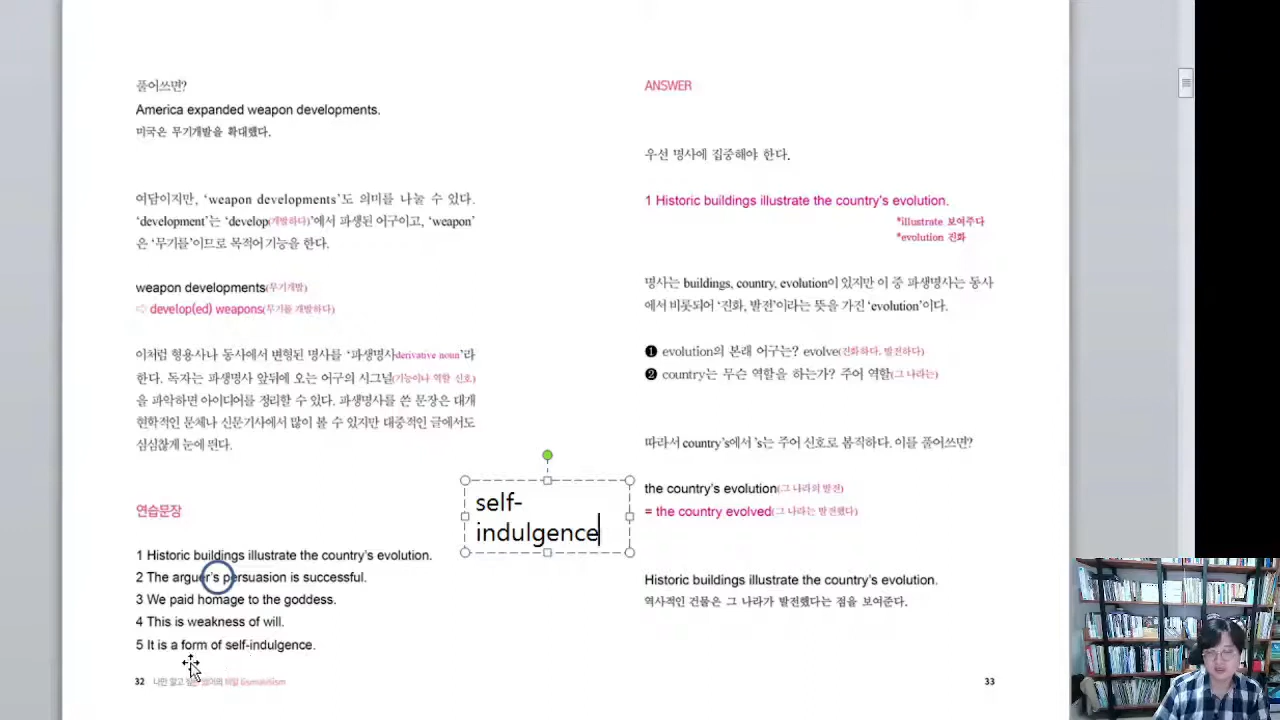 풀어쓰면?
America expanded weapon developments.
미국은 무기개발을 확대했다.
여담이지만, ‘weapon developments’도 의미를 나눌 수 있다.
‘development’는 ‘develop(개발하다)’에서 파생된 어구이고, ‘weapon’
은 ‘무기를’이므로 목적어 기능을 한다.
weapon developments(무기개발)
⇨ develop(ed) weapons(무기를 개발하다)
이처럼 형용사나 동사에서 변형된 명사를 ‘파생명사derivative noun’라
한다. 독자는 파생명사 앞뒤에 오는 어구의 시그널(기능이나 역할 신호)
을 파악하면 아이디어를 정리할 수 있다. 파생명사를 쓴 문장은 대개
현학적인 문체나 신문기사에서 많이 볼 수 있지만 대중적인 글에서도
심심찮게 눈에 띈다.
연습문장
1 Historic buildings illustrate the country’s evolution.
2 The arguer’s persuasion is successful.
3 We paid homage to the goddess.
4 This is weakness of will.
5 It is a form of self-indulgence.
32 나만 알고 싶은 영어의 비밀
self-
indulgence
ANSWER
우선 명사에 집중해야 한다.
1 Historic buildings illustrate the country’s evolution.
*illustrate 보여주다
*evolution 진화
명사는 buildings, country, evolution이 있지만 이 중 파생명사는 동사
에서 비롯되어 ‘진화, 발전’이라는 뜻을 가진 ‘evolution’이다.
❶ evolution의 본래 어구는? evolve(진화하다, 발전하다)
❷ country는 무슨 역할을 하는가? 주어 역할(그 나라는)
따라서 country’s에서 ’s는 주어 신호로 봄직하다. 이를 풀어쓰면?
the country’s evolution(그 나라의 발전)
= the country evolved(그 나라는 발전했다)
Historic buildings illustrate the country’s evolution.
역사적인 건물은 그 나라가 발전했다는 점을 보여준다.
33